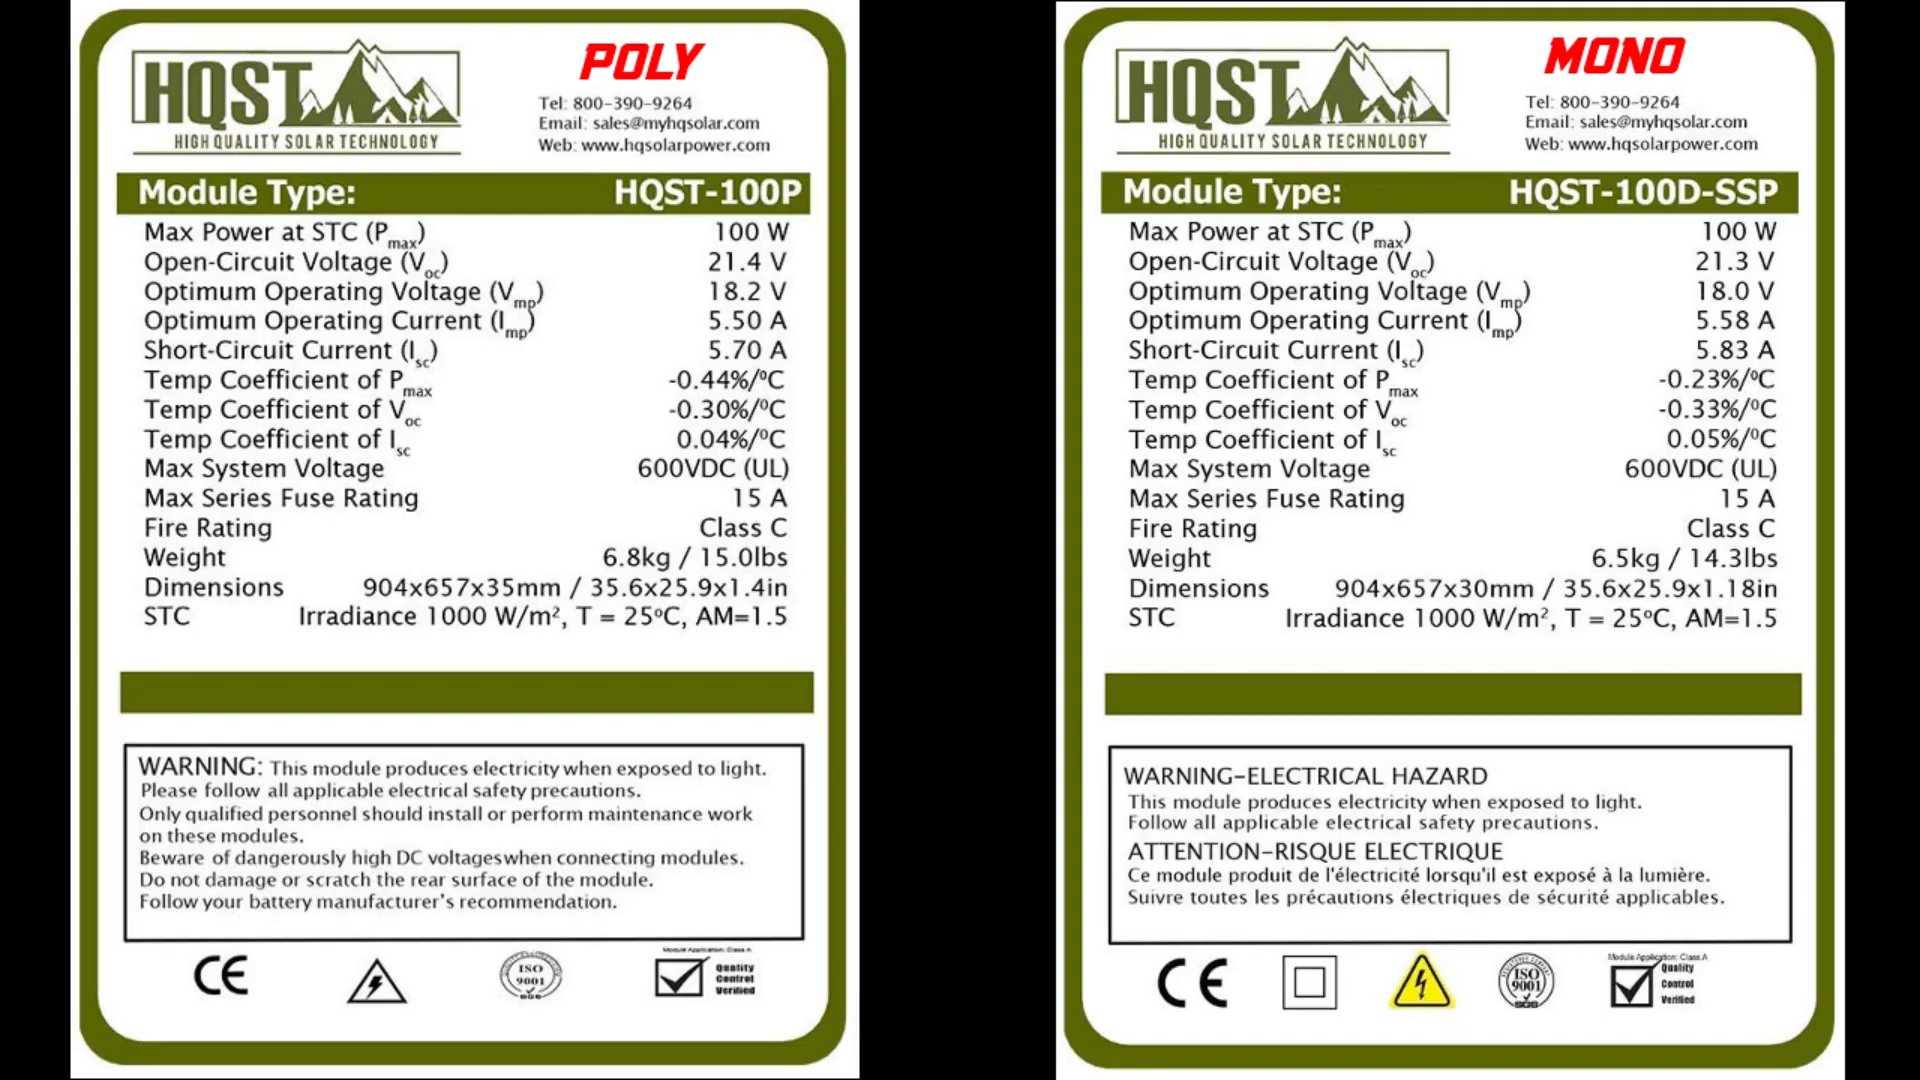 HQST
HIGH QUALITY SOLAR TECHNOLOGY
POLY
Tel: 800-390-9264
Email: sales@myhqsolar.com
Web: www.hqsolarpower.com
Module Type: HQST-100P
Max Power at STC (Pmax) 100 W
Open-Circuit Voltage (Voc) 21.4 V
Optimum Operating Voltage (Vmp) 18.2 V
Optimum Operating Current (Imp) 5.50 A
Short-Circuit Current (Isc) 5.70 A
Temp Coefficient of Pmax -0.44%/ºC
Temp Coefficient of Voc -0.30%/ºC
Temp Coefficient of Isc 0.04%/ºC
Max System Voltage 600VDC (UL)
Max Series Fuse Rating 15 A
Fire Rating Class C
Weight 6.8kg / 15.0lbs
Dimensions 904x657x35mm / 35.6x25.9x1.4in
STC Irradiance 1000 W/m², T = 25ºC, AM=1.5
WARNING: This module produces electricity when exposed to light.
Please follow all applicable electrical safety precautions.
Only qualified personnel should install or perform maintenance work
on these modules.
Beware of dangerously high DC voltages when connecting modules.
Do not damage or scratch the rear surface of the module.
Follow your battery manufacturer's recommendation.
CE
ISO
9001
SGS
Module Application: Class A
Quality
Control
Verified
HQST
HIGH QUALITY SOLAR TECHNOLOGY
MONO
Tel: 800-390-9264
Email: sales@myhqsolar.com
Web: www.hqsolarpower.com
Module Type: HQST-100D-SSP
Max Power at STC (Pmax) 100 W
Open-Circuit Voltage (Voc) 21.3 V
Optimum Operating Voltage (Vmp) 18.0 V
Optimum Operating Current (Imp) 5.58 A
Short-Circuit Current (Isc) 5.83 A
Temp Coefficient of Pmax -0.23%/ºC
Temp Coefficient of Voc -0.33%/ºC
Temp Coefficient of Isc 0.05%/ºC
Max System Voltage 600VDC (UL)
Max Series Fuse Rating 15 A
Fire Rating Class C
Weight 6.5kg / 14.3lbs
Dimensions 904x657x30mm / 35.6x25.9x1.18in
STC Irradiance 1000 W/m², T = 25ºC, AM=1.5
WARNING-ELECTRICAL HAZARD
This module produces electricity when exposed to light.
Follow all applicable electrical safety precautions.
ATTENTION-RISQUE ELECTRIQUE
Ce module produit de l'électricité lorsqu'il est exposé à la lumière.
Suivre toutes les précautions électriques de sécurité applicables.
CE
ISO
9001
SGS
Module Application: Class A
Quality
Control
Verified